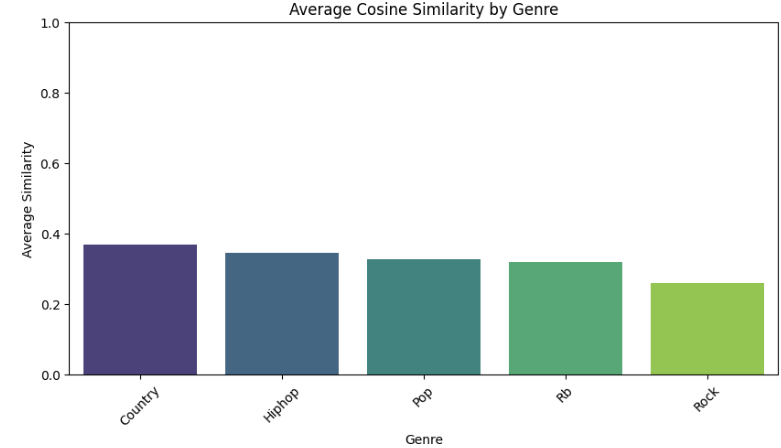 Average Cosine Similarity by Genre
1.0
0.8
0.6
0.4
0.2
0.0
Average Similarity
Country
Hiphop
Pop
Rb
Rock
Genre